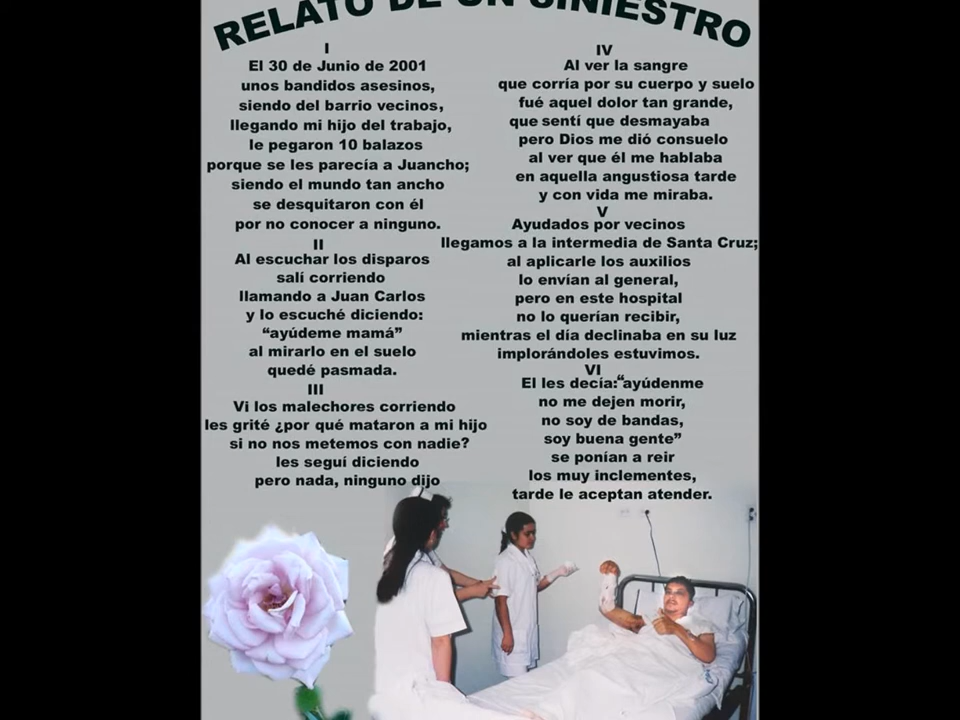 RELATO DE UN SINIESTRO
I
El 30 de Junio de 2001
unos bandidos asesinos,
siendo del barrio vecinos,
llegando mi hijo del trabajo,
le pegaron 10 balazos
porque se les parecía a Juancho;
siendo el mundo tan ancho
se desquitaron con él
por no conocer a ninguno.
II
Al escuchar los disparos
salí corriendo
llamando a Juan Carlos
y lo escuché diciendo:
“ayúdeme mamá”
al mirarlo en el suelo
quedé pasmada.
III
Vi los malechores corriendo
les grité ¿por qué mataron a mi hijo
si no nos metemos con nadie?
les seguí diciendo
pero nada, ninguno dijo
IV
Al ver la sangre
que corría por su cuerpo y suelo
fué aquel dolor tan grande,
que sentí que desmayaba
pero Dios me dió consuelo
al ver que él me hablaba
en aquella angustiosa tarde
y con vida me miraba.
V
Ayudados por vecinos
llegamos a la intermedia de Santa Cruz;
al aplicarle los auxilios
lo envían al general,
pero en este hospital
no lo querían recibir,
mientras el día declinaba en su luz
implorándoles estuvimos.
VI
El les decía:“ayúdenme
no me dejen morir,
no soy de bandas,
soy buena gente”
se ponían a reir
los muy inclementes,
tarde le aceptan atender.